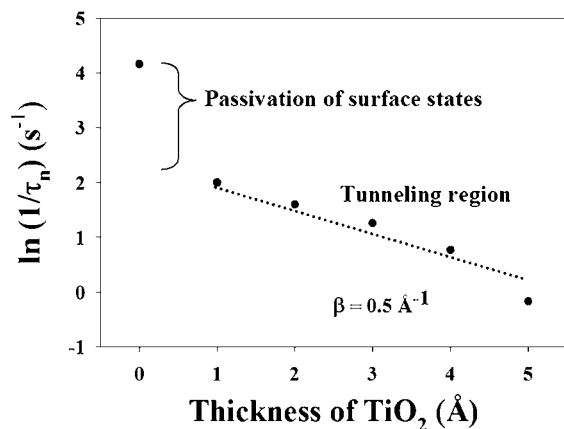 5
4
3
2
1
0
-1
ln (1/τn) (s-1)
Passivation of surface states
Tunneling region
β = 0.5 Å-1
0 1 2 3 4 5
Thickness of TiO2 (Å)